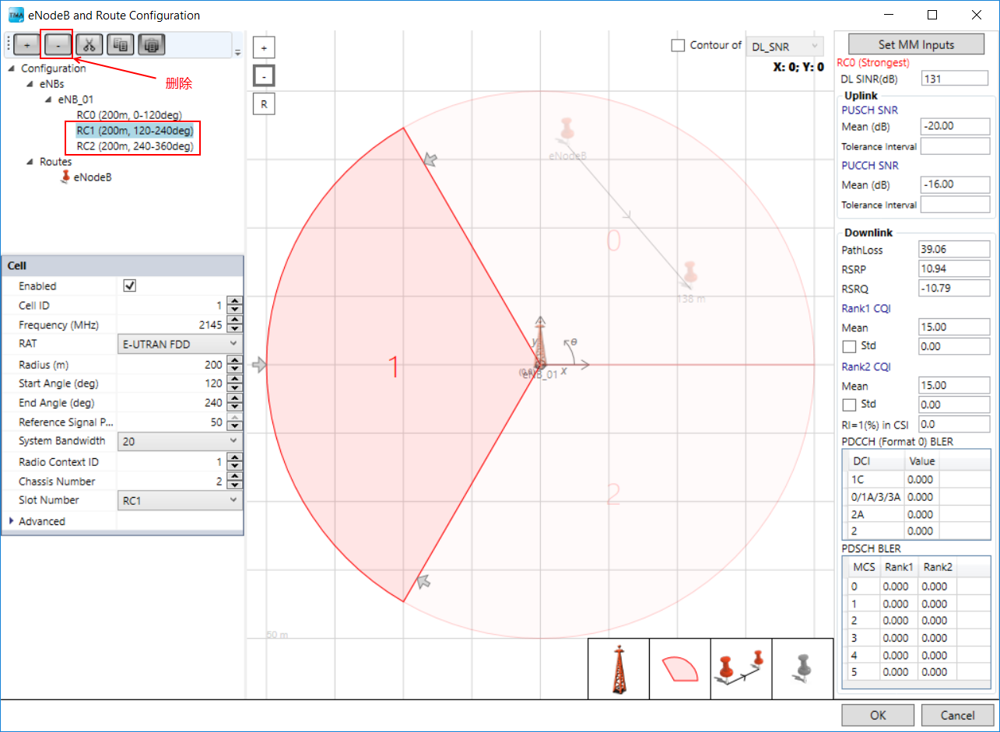 eNodeB and Route Configuration
+ -
删除
Configuration
eNBs
eNB_01
RC0 (200m, 0-120deg)
RC1 (200m, 120-240deg)
RC2 (200m, 240-360deg)
Routes
eNodeB
Cell
Enabled
Cell ID 1
Frequency (MHz) 2145
RAT E-UTRAN FDD
Radius (m) 200
Start Angle (deg) 120
End Angle (deg) 240
Reference Signal P... 50
System Bandwidth 20
Radio Context ID 1
Chassis Number 2
Slot Number RC1
Advanced
+
-
R
Contour of DL_SNR
X: 0; Y: 0
eNodeB
0
138 m
1
y θ
x
eNB_01
2
50 m
Set MM Inputs
RC0 (Strongest)
DL SINR(dB) 131
Uplink
PUSCH SNR
Mean (dB) -20.00
Tolerance Interval
PUCCH SNR
Mean (dB) -16.00
Tolerance Interval
Downlink
PathLoss 39.06
RSRP 10.94
RSRQ -10.79
Rank1 CQI
Mean 15.00
Std 0.00
Rank2 CQI
Mean 15.00
Std 0.00
RI=1(%) in CSI 0.0
PDCCH (Format 0) BLER
DCI Value
1C 0.000
0/1A/3/3A 0.000
2A 0.000
2 0.000
PDSCH BLER
MCS Rank1 Rank2
0 0.000 0.000
1 0.000 0.000
2 0.000 0.000
3 0.000 0.000
4 0.000 0.000
5 0.000 0.000
OK Cancel